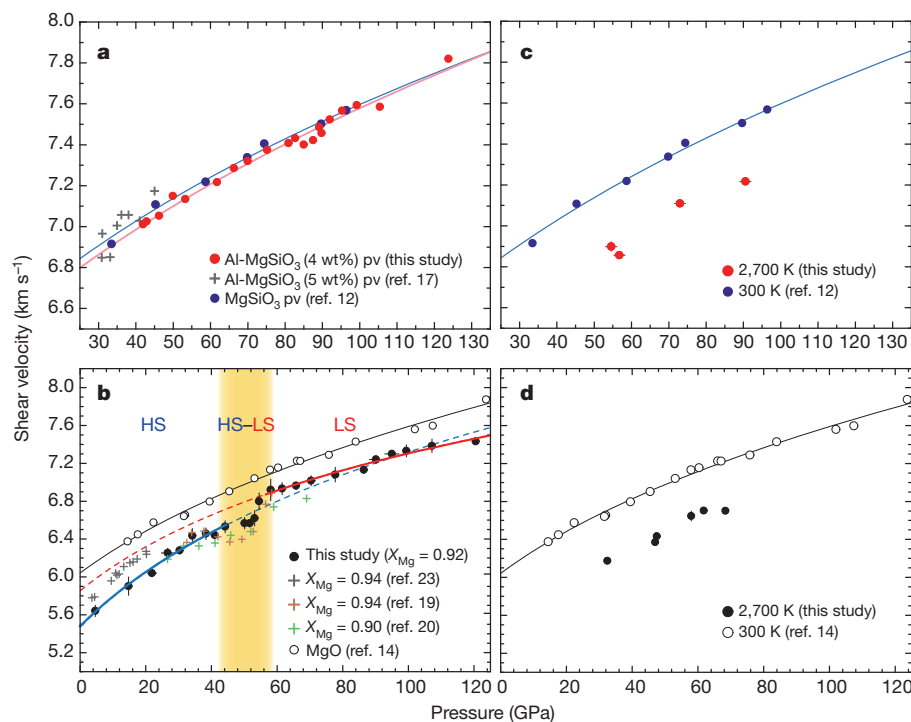 a
7.8
7.6
7.4
7.2
7.0
6.8
6.6
Al-MgSiO3 (4 wt%) pv (this study)
Al-MgSiO3 (5 wt%) pv (ref. 17)
MgSiO3 pv (ref. 12)
30 40 50 60 70 80 90 100 110 120 130
c
2,700 K (this study)
300 K (ref. 12)
30 40 50 60 70 80 90 100 110 120 130
Shear velocity (km s−1)
b
8.0
7.6
7.2
6.8
6.4
6.0
5.6
5.2
HS
HS–LS
LS
This study (XMg = 0.92)
XMg = 0.94 (ref. 23)
XMg = 0.94 (ref. 19)
XMg = 0.90 (ref. 20)
MgO (ref. 14)
0 20 40 60 80 100 120
d
2,700 K (this study)
300 K (ref. 14)
0 20 40 60 80 100 120
Pressure (GPa)